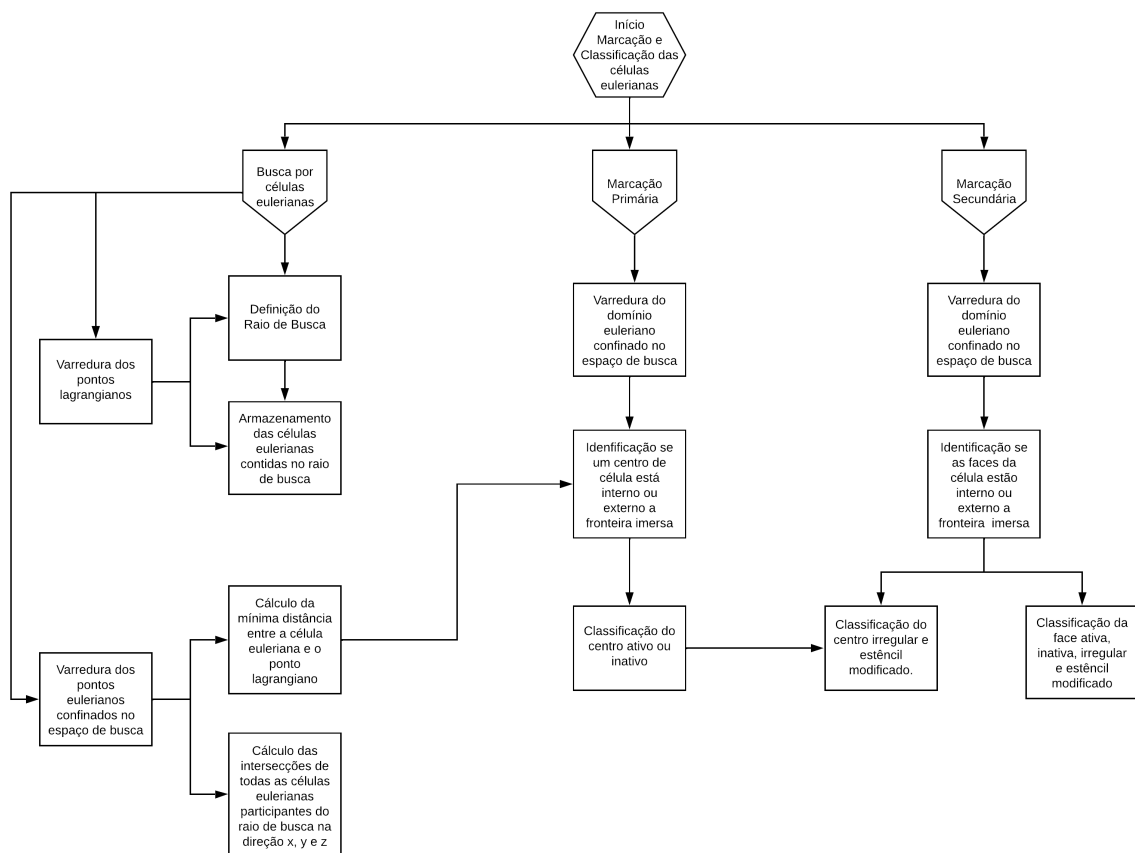 Início
Marcação e
Classificação das
células
eulerianas
Busca por
células
eulerianas
Marcação
Primária
Marcação
Secundária
Definição do
Raio de Busca
Varredura do
domínio
euleriano
confinado no
espaço de busca
Varredura do
domínio
euleriano
confinado no
espaço de busca
Varredura dos
pontos
lagrangianos
Armazenamento
das células
eulerianas
contidas no raio
de busca
Idenfificação se
um centro de
célula está
interno ou
externo a
fronteira imersa
Identificação se
as faces da
célula estão
interno ou
externo a
fronteira imersa
Cálculo da
mínima distância
entre a célula
euleriana e o
ponto
lagrangiano
Classificação do
centro ativo ou
inativo
Classificação do
centro irregular e
estêncil
modificado.
Classificação da
face ativa,
inativa, irregular
e estêncil
modificado
Varredura dos
pontos
eulerianos
confinados no
espaço de busca
Cálculo das
intersecções de
todas as células
eulerianas
participantes do
raio de busca na
direção x, y e z